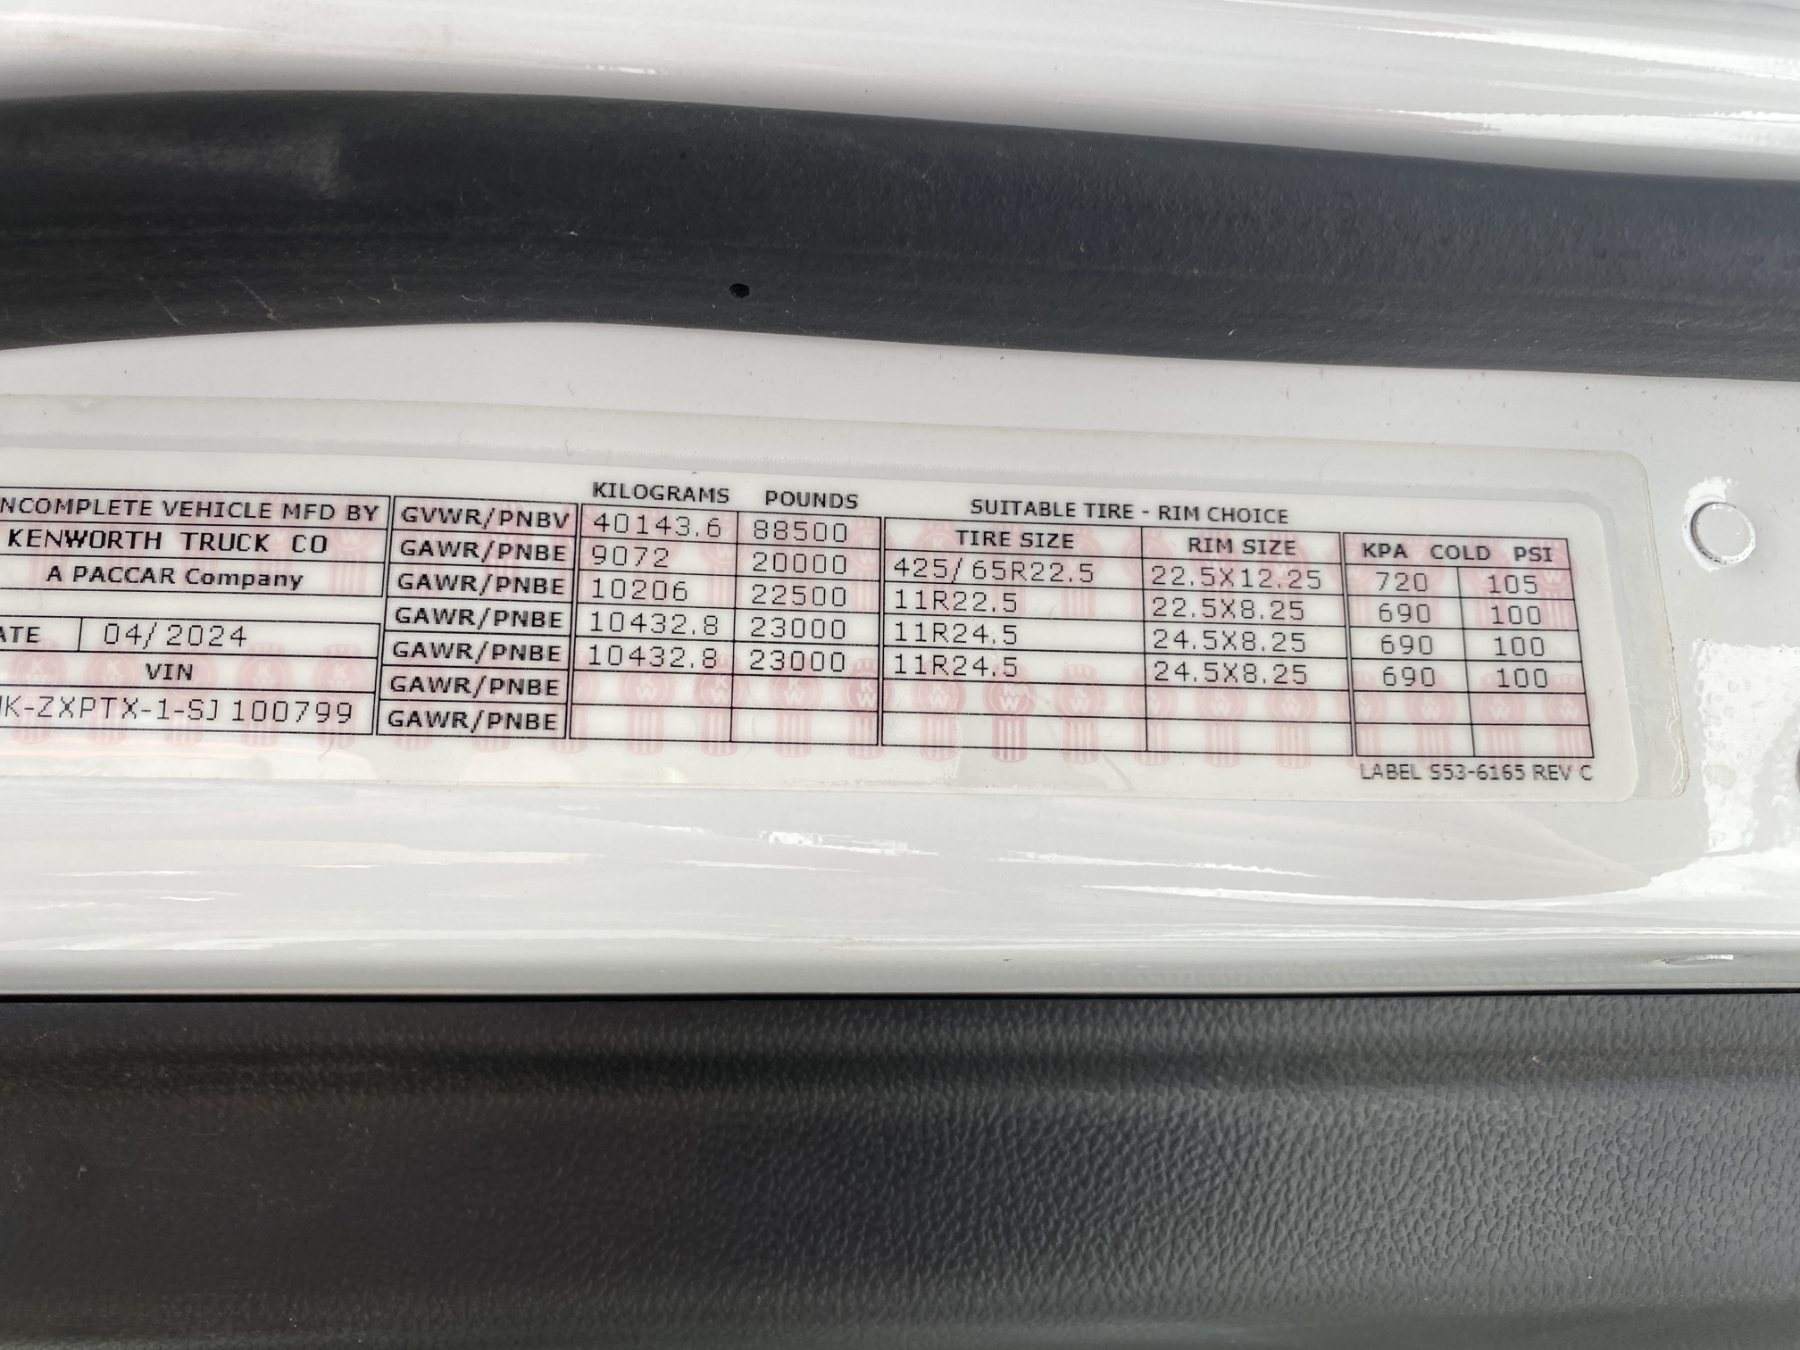 KILOGRAMS POUNDS SUITABLE TIRE - RIM CHOICE
NCOMPLETE VEHICLE MFD BY GVWR/PNBV 40143.6 88500 TIRE SIZE RIM SIZE KPA COLD PSI
KENWORTH TRUCK CO GAWR/PNBE 9072 20000 425/65R22.5 22.5X12.25 720 105
A PACCAR Company GAWR/PNBE 10206 22500 11R22.5 22.5X8.25 690 100
ATE 04/2024 GAWR/PNBE 10432.8 23000 11R24.5 24.5X8.25 690 100
VIN GAWR/PNBE 10432.8 23000 11R24.5 24.5X8.25 690 100
K-ZXPTX-1-SJ100799 GAWR/PNBE
GAWR/PNBE
LABEL S53-6165 REV C